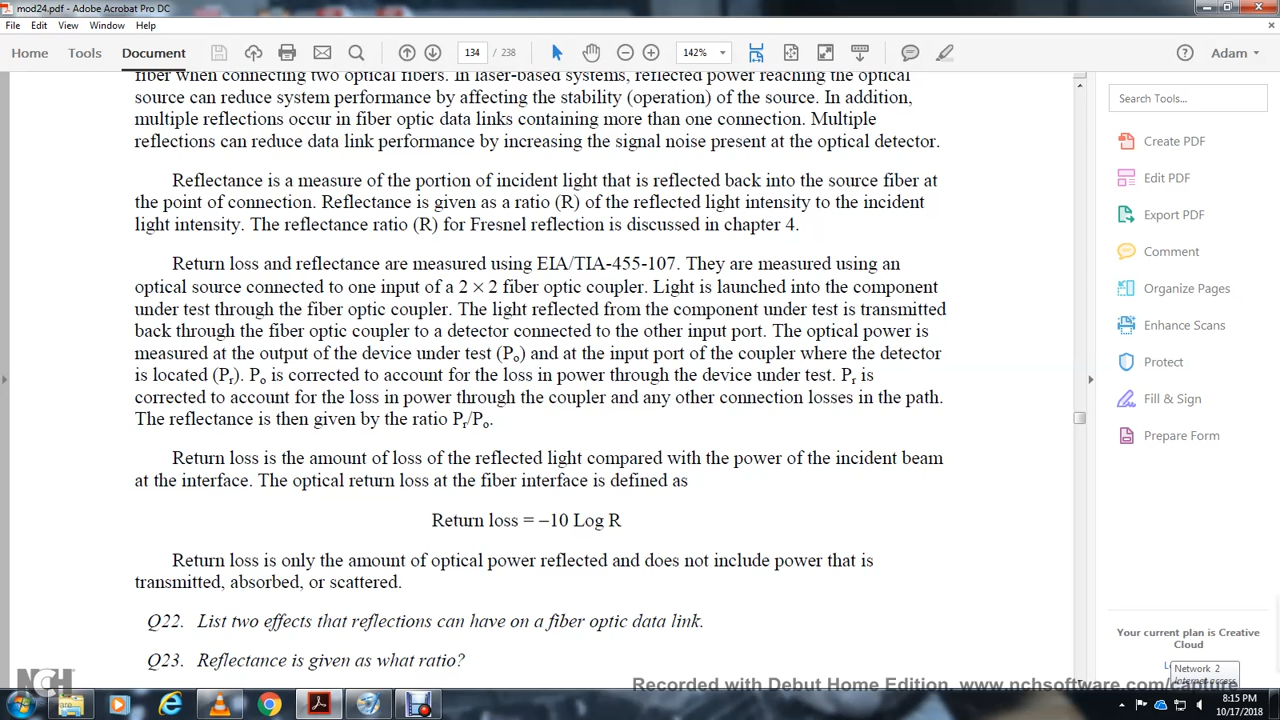 mod24.pdf - Adobe Acrobat Pro DC
File Edit View Window Help
Home Tools Document 134 / 238 142% Adam
fiber when connecting two optical fibers. In laser-based systems, reflected power reaching the optical
source can reduce system performance by affecting the stability (operation) of the source. In addition,
multiple reflections occur in fiber optic data links containing more than one connection. Multiple
reflections can reduce data link performance by increasing the signal noise present at the optical detector.
Reflectance is a measure of the portion of incident light that is reflected back into the source fiber at
the point of connection. Reflectance is given as a ratio (R) of the reflected light intensity to the incident
light intensity. The reflectance ratio (R) for Fresnel reflection is discussed in chapter 4.
Return loss and reflectance are measured using EIA/TIA-455-107. They are measured using an
optical source connected to one input of a 2 × 2 fiber optic coupler. Light is launched into the component
under test through the fiber optic coupler. The light reflected from the component under test is transmitted
back through the fiber optic coupler to a detector connected to the other input port. The optical power is
measured at the output of the device under test (Po) and at the input port of the coupler where the detector
is located (Pr). Po is corrected to account for the loss in power through the device under test. Pr is
corrected to account for the loss in power through the coupler and any other connection losses in the path.
The reflectance is then given by the ratio Pr/Po.
Return loss is the amount of loss of the reflected light compared with the power of the incident beam
at the interface. The optical return loss at the fiber interface is defined as
Return loss = −10 Log R
Return loss is only the amount of optical power reflected and does not include power that is
transmitted, absorbed, or scattered.
Q22. List two effects that reflections can have on a fiber optic data link.
Q23. Reflectance is given as what ratio?
Search Tools...
Create PDF
Edit PDF
Export PDF
Comment
Organize Pages
Enhance Scans
Protect
Fill & Sign
Prepare Form
Your current plan is Creative
Cloud
Network 2
Internet access
NCH
Recorded with Debut Home Edition. www.nchsoftware.com/capture
8:15 PM
10/17/2018